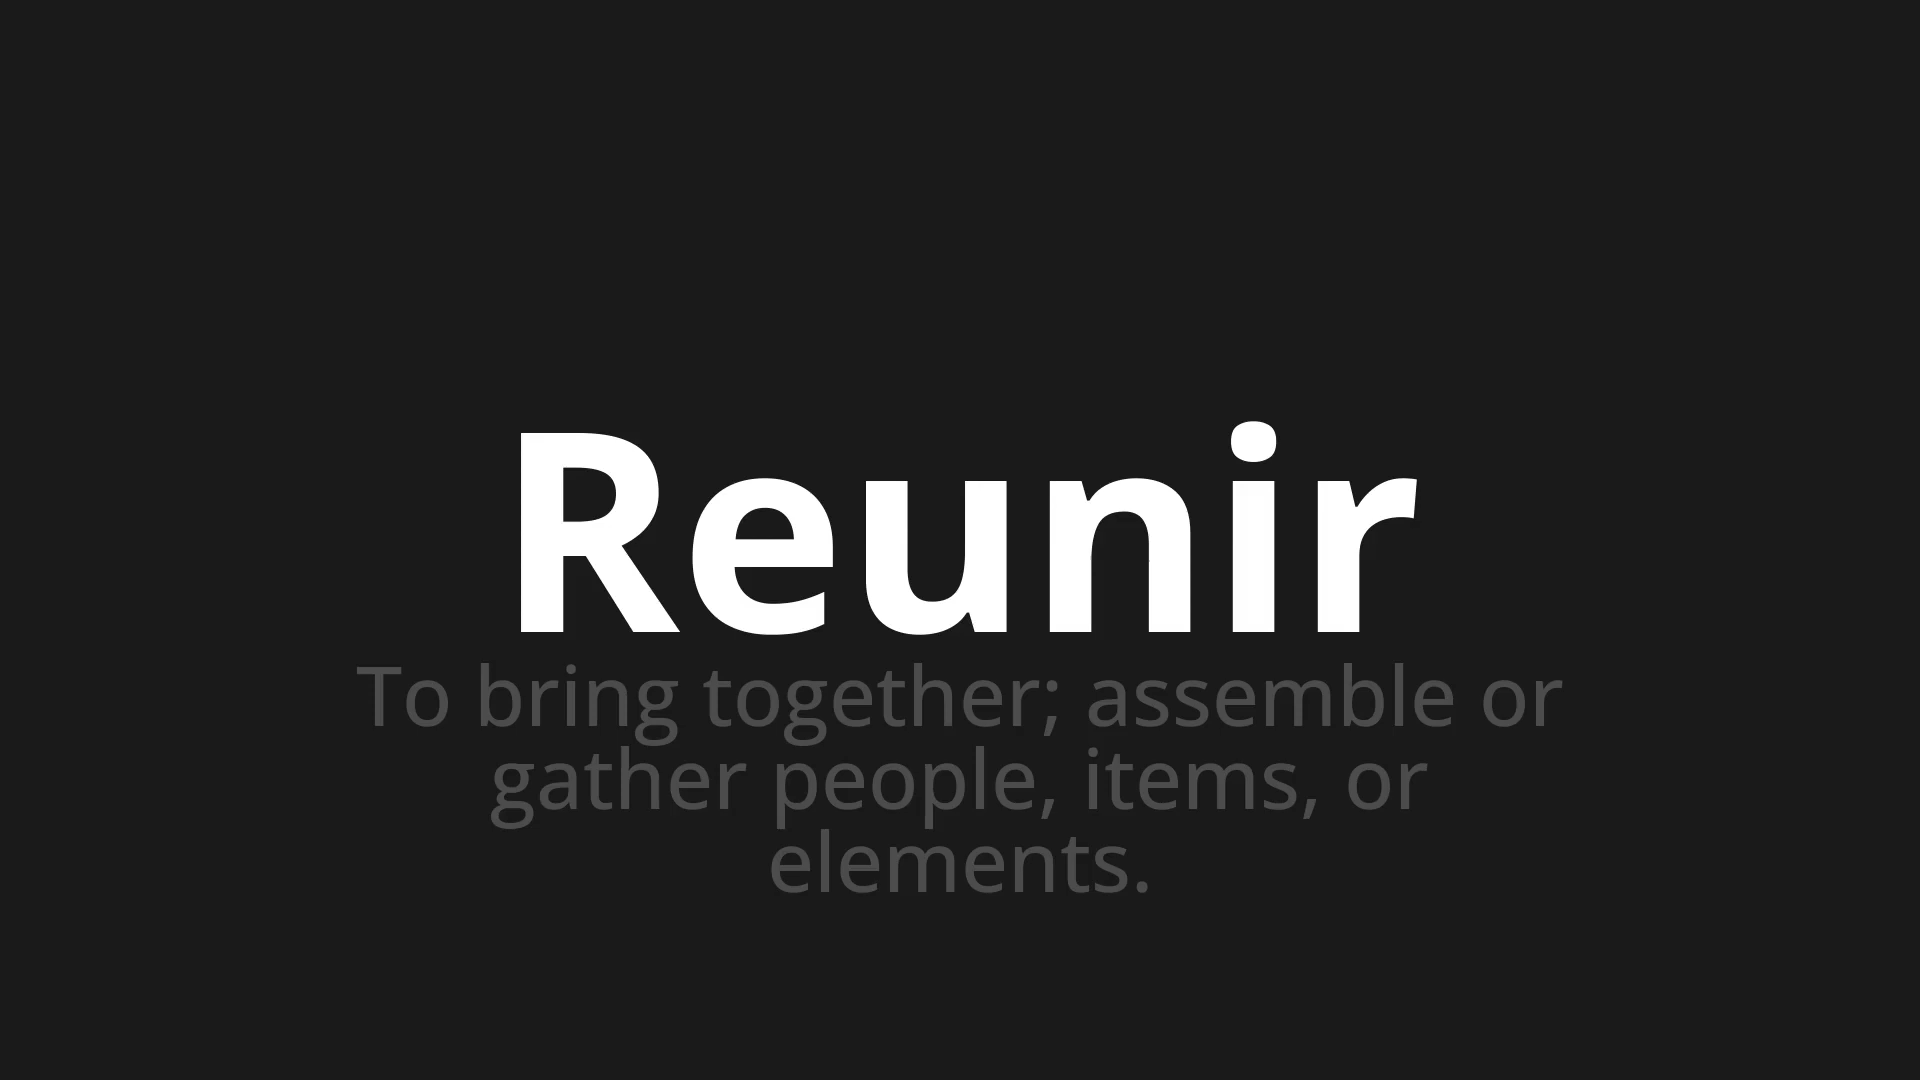 Reunir
To bring together; assemble or
gather people, items, or
elements.